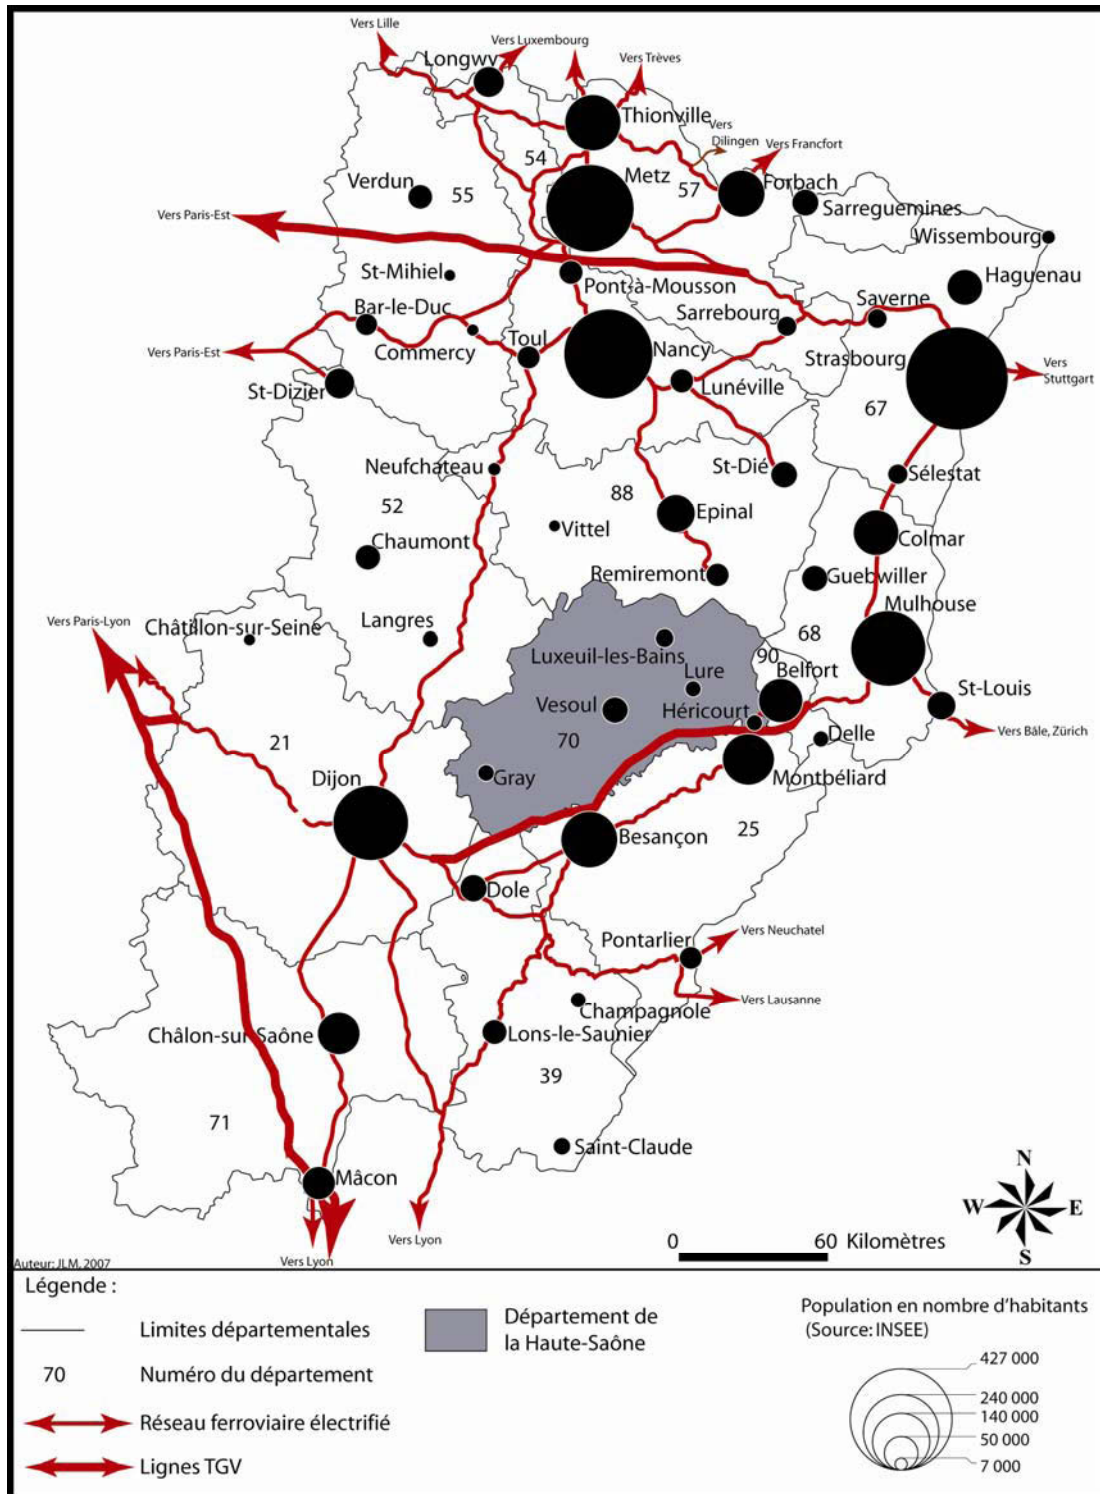 Vers Lille
Vers Luxembourg
Longwy
Vers Trèves
Thionville
Vers
Dilingen
Vers Francfort
54
Metz
57
Forbach
Verdun
55
Sarreguemines
Vers Paris-Est
Wissembourg
St-Mihiel
Pont-à-Mousson
Haguenau
Bar-le-Duc
Sarrebourg
Saverne
Commercy
Toul
Nancy
Strasbourg
Vers Paris-Est
Vers
Stuttgart
St-Dizier
Lunéville
67
Neufchateau
St-Dié
Sélestat
52
88
Epinal
Vittel
Colmar
Chaumont
Remiremont
Guebwiller
Mulhouse
Vers Paris-Lyon
Châtillon-sur-Seine
Langres
68
Luxeuil-les-Bains
90
Belfort
Lure
St-Louis
Vesoul
Héricourt
Vers Bâle, Zürich
21
70
Delle
Dijon
Gray
Montbéliard
Besançon
25
Dole
Pontarlier
Vers Neuchatel
Vers Lausanne
Champagnole
Châlon-sur Saône
Lons-le-Saunier
39
71
Saint-Claude
Mâcon
N
W
E
S
Vers Lyon
Vers Lyon
0
60 Kilomètres
Auteur: JLM, 2007
Légende :
Limites départementales
70
Numéro du département
Réseau ferroviaire électrifié
Lignes TGV
Département de
la Haute-Saône
Population en nombre d'habitants
(Source: INSEE)
427 000
240 000
140 000
50 000
7 000